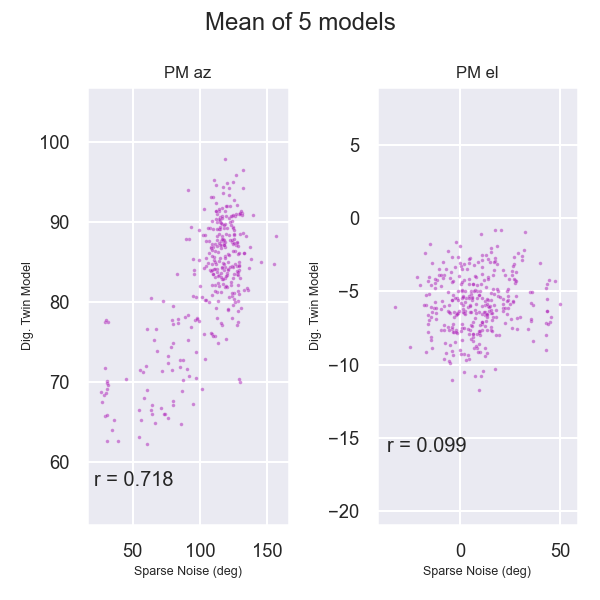 Mean of 5 models
PM az
PM el
100
90
80
70
60
Dig. Twin Model
r = 0.718
50
100
150
Sparse Noise (deg)
5
0
−5
−10
−15
−20
Dig. Twin Model
r = 0.099
0
50
Sparse Noise (deg)